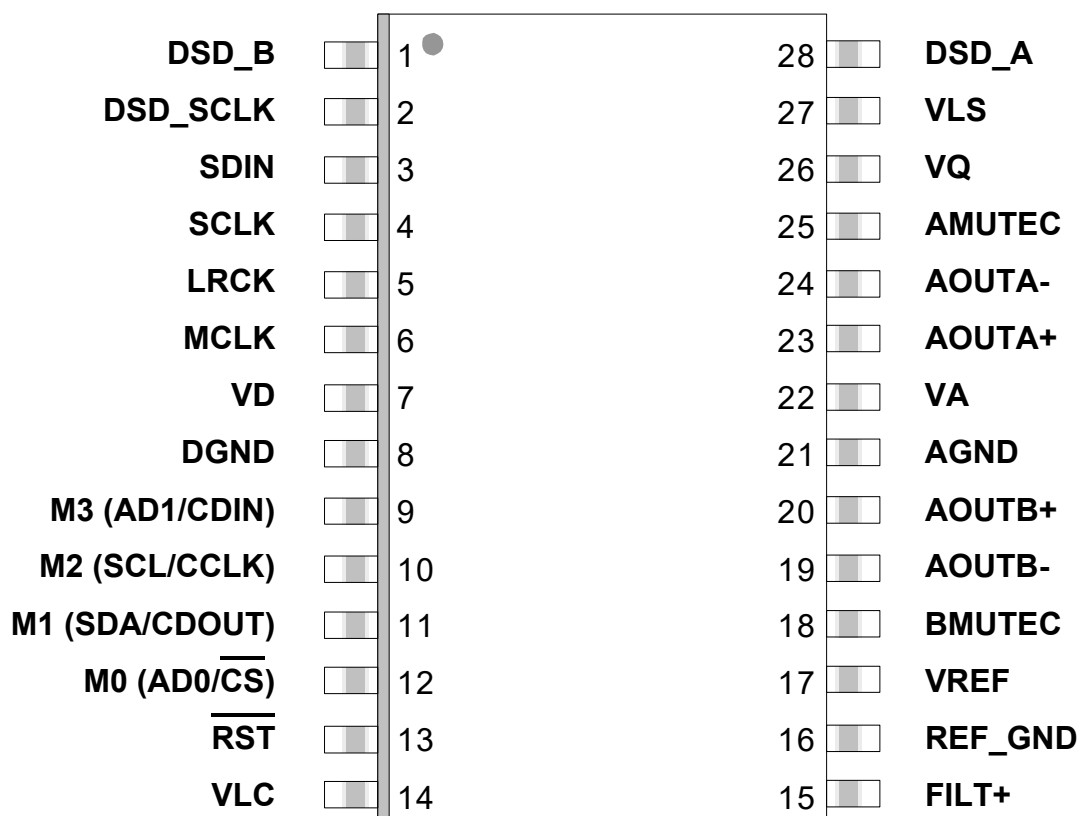 DSD_B 1 28 DSD_A
DSD_SCLK 2 27 VLS
SDIN 3 26 VQ
SCLK 4 25 AMUTEC
LRCK 5 24 AOUTA-
MCLK 6 23 AOUTA+
VD 7 22 VA
DGND 8 21 AGND
M3 (AD1/CDIN) 9 20 AOUTB+
M2 (SCL/CCLK) 10 19 AOUTB-
M1 (SDA/CDOUT) 11 18 BMUTEC
M0 (AD0/C̅S̅) 12 17 VREF
R̅S̅T̅ 13 16 REF_GND
VLC 14 15 FILT+